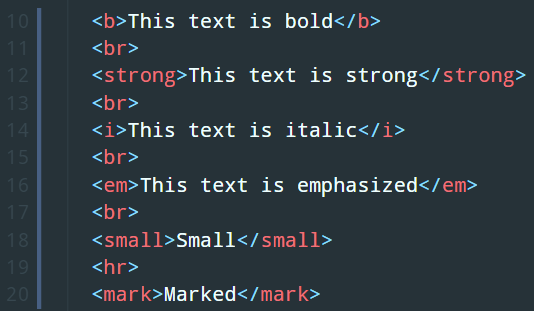 10 <b>This text is bold</b>
11 <br>
12 <strong>This text is strong</strong>
13 <br>
14 <i>This text is italic</i>
15 <br>
16 <em>This text is emphasized</em>
17 <br>
18 <small>Small</small>
19 <hr>
20 <mark>Marked</mark>